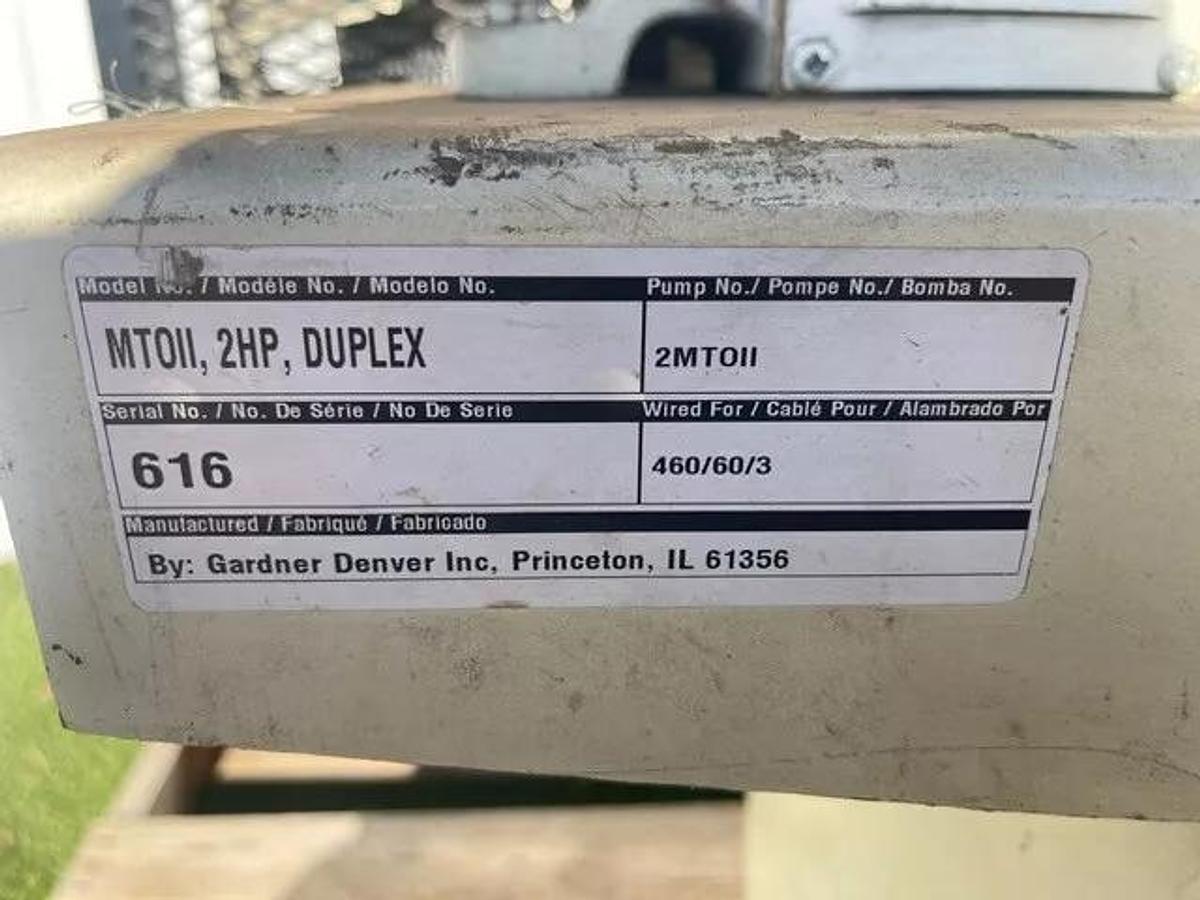 Model No. / Modéle No. / Modelo No.
Pump No./ Pompe No./ Bomba No.
MTOII, 2HP, DUPLEX
2MTOII
Serial No. / No. De Série / No De Serie
Wired For / Cablé Pour / Alambrado Por
616
460/60/3
Manufactured / Fabriqué / Fabricado
By: Gardner Denver Inc, Princeton, IL 61356